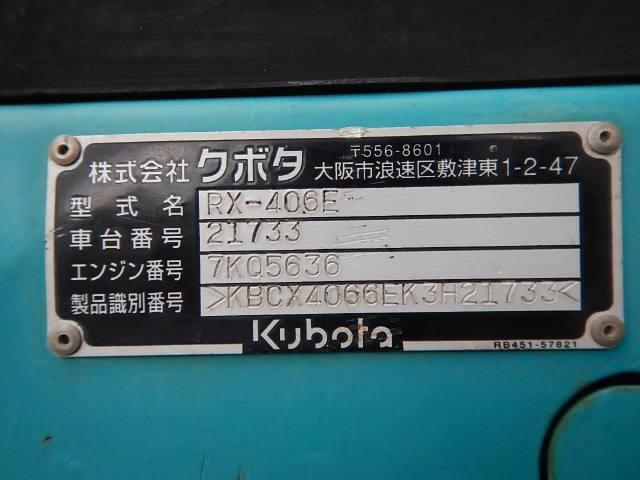 〒556-8601
株式会社 クボタ 大阪市浪速区敷津東1-2-47
型式名 RX-406E
車台番号 21733
エンジン番号 7KQ5636
製品識別番号 >KBCX4066EK3H21733<
Kubota
RB451-57821